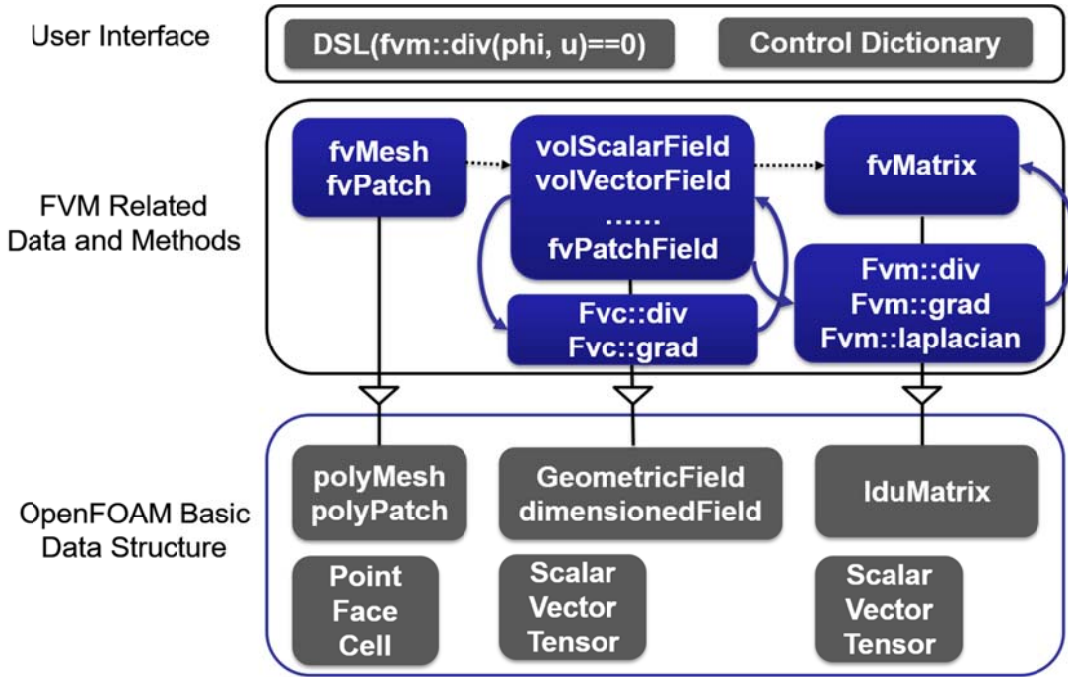 User Interface
DSL(fvm::div(phi, u)==0)
Control Dictionary
FVM Related
Data and Methods
fvMesh
fvPatch
volScalarField
volVectorField
......
fvPatchField
Fvc::div
Fvc::grad
fvMatrix
Fvm::div
Fvm::grad
Fvm::laplacian
OpenFOAM Basic
Data Structure
polyMesh
polyPatch
GeometricField
dimensionedField
lduMatrix
Point
Face
Cell
Scalar
Vector
Tensor
Scalar
Vector
Tensor